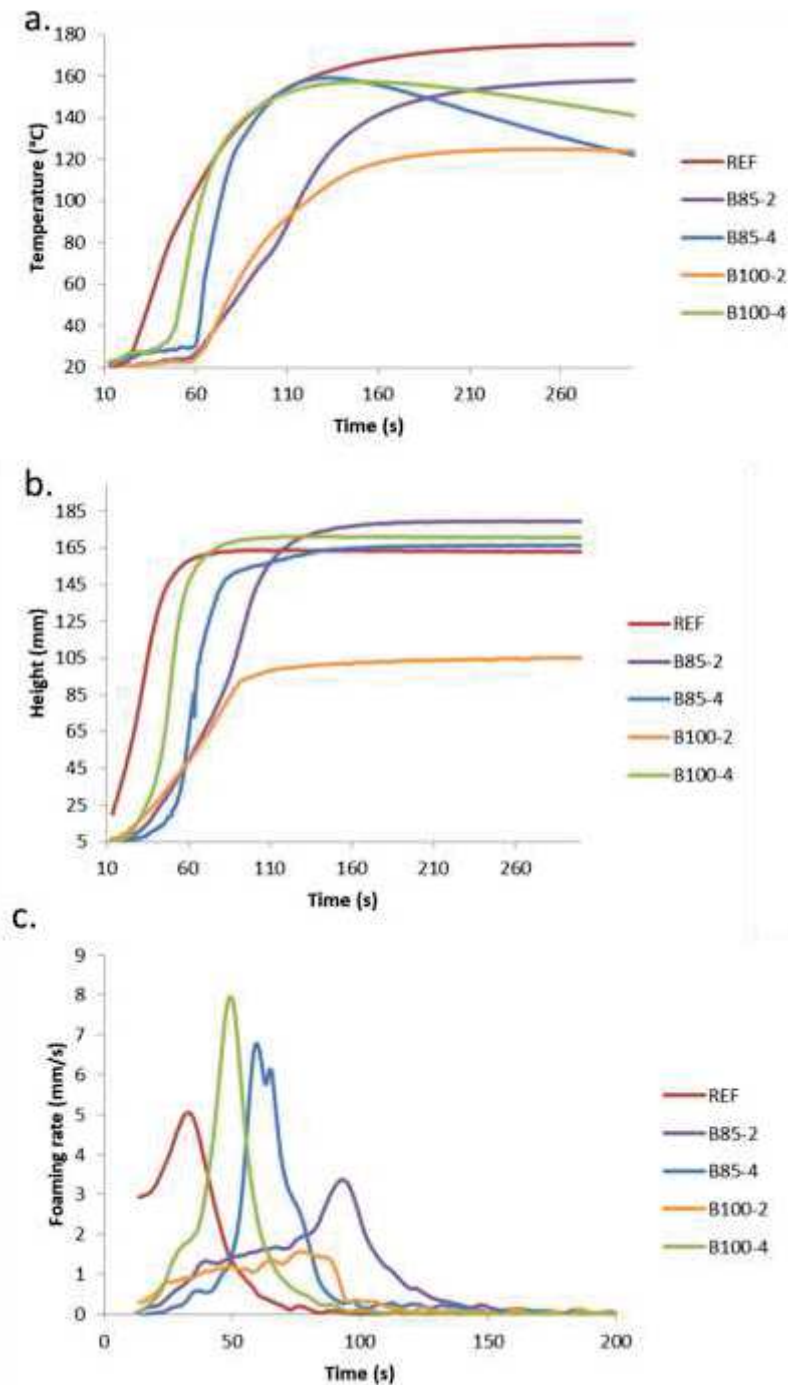 a.
180
160
140
120
100
80
60
40
20
Temperature (°C)
10 60 110 160 210 260
Time (s)
REF
B85-2
B85-4
B100-2
B100-4
b.
185
165
145
125
105
85
65
45
25
5
Height (mm)
10 60 110 160 210 260
Time (s)
REF
B85-2
B85-4
B100-2
B100-4
c.
9
8
7
6
5
4
3
2
1
0
Foaming rate (mm/s)
0 50 100 150 200
Time (s)
REF
B85-2
B85-4
B100-2
B100-4